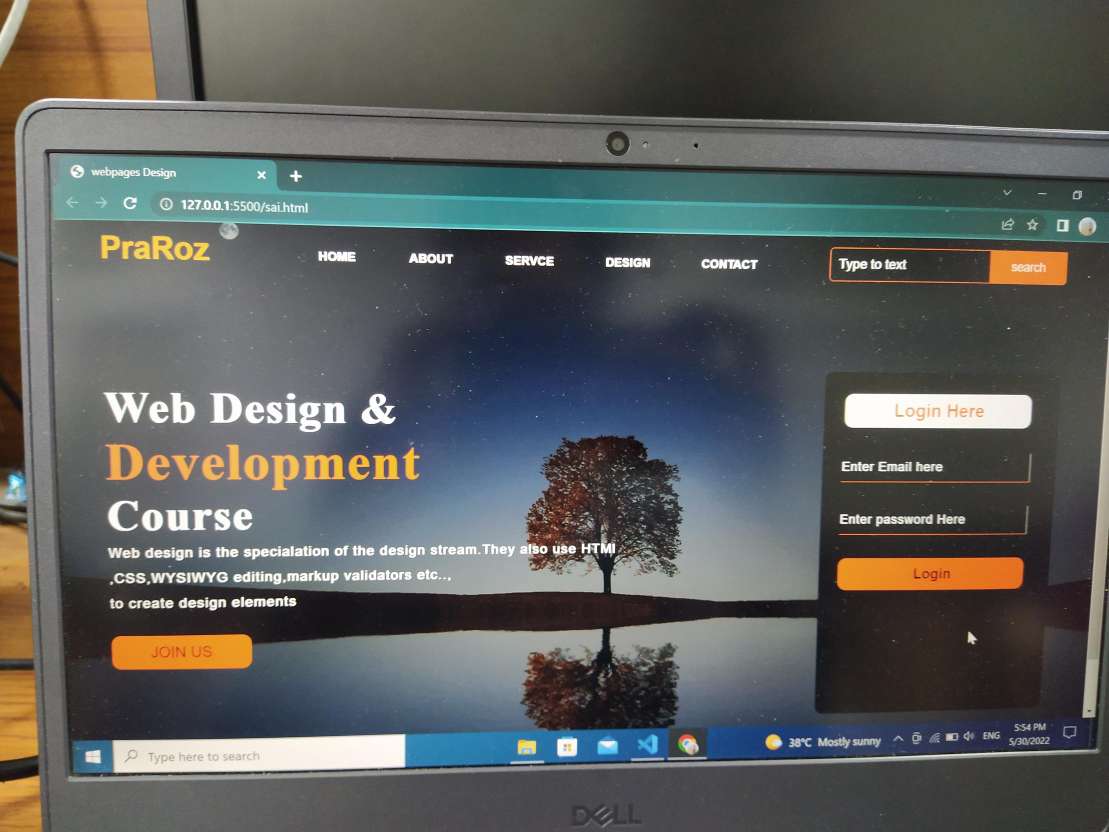 webpages Design
127.0.0.1:5500/sai.html
PraRoz
HOME ABOUT SERVCE DESIGN CONTACT
Type to text search
Web Design &
Development
Course
Web design is the specialation of the design stream.They also use HTMl
,CSS,WYSIWYG editing,markup validators etc..,
to create design elements
JOIN US
Login Here
Enter Email here
Enter password Here
Login
Type here to search
38°C Mostly sunny
ENG
5:54 PM
5/30/2022
DELL